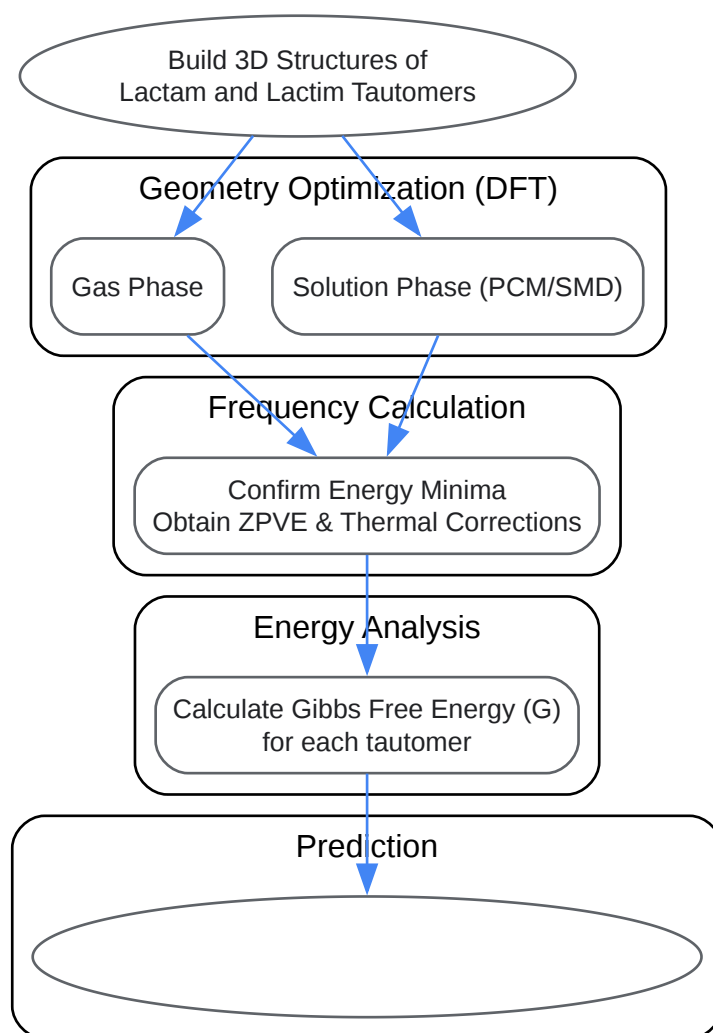 Build 3D Structures of
Lactam and Lactim Tautomers
Geometry Optimization (DFT)
Gas Phase
Solution Phase (PCM/SMD)
Frequency Calculation
Confirm Energy Minima
Obtain ZPVE & Thermal Corrections
Energy Analysis
Calculate Gibbs Free Energy (G)
for each tautomer
Prediction